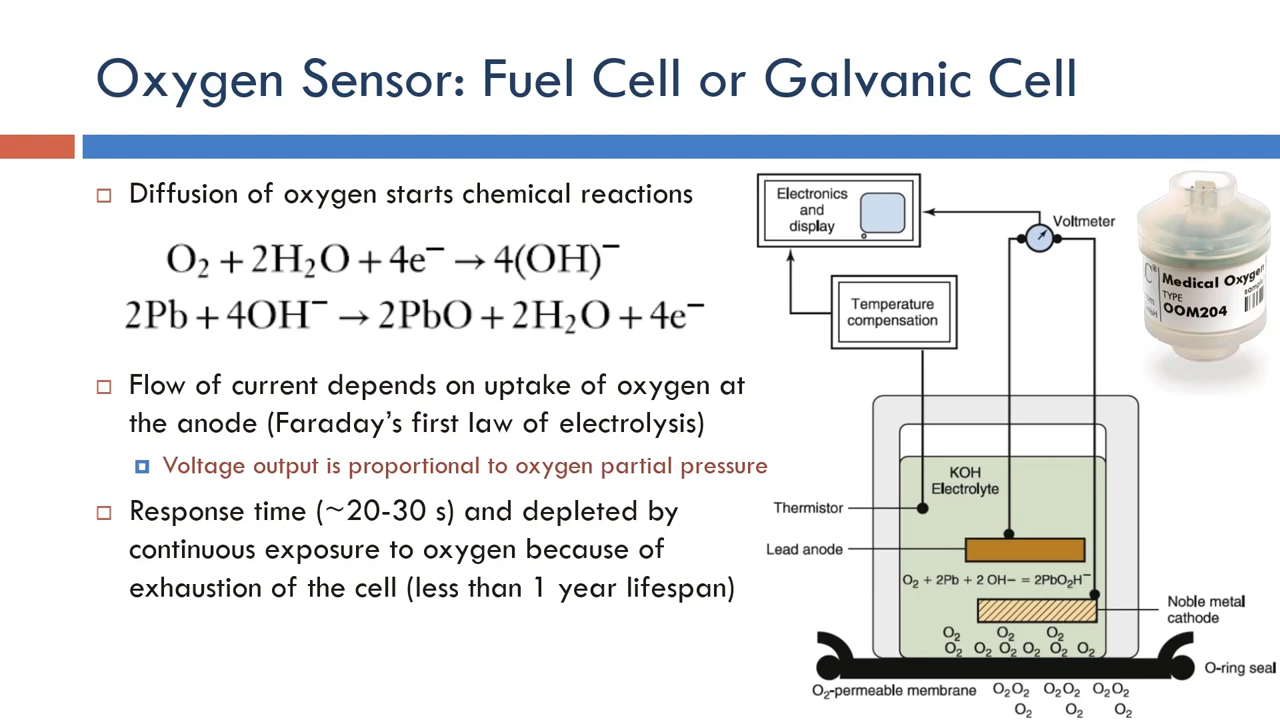 Oxygen Sensor: Fuel Cell or Galvanic Cell
Diffusion of oxygen starts chemical reactions
O₂ + 2H₂O + 4e⁻ → 4(OH)⁻
2Pb + 4OH⁻ → 2PbO + 2H₂O + 4e⁻
Flow of current depends on uptake of oxygen at
the anode (Faraday's first law of electrolysis)
Voltage output is proportional to oxygen partial pressure
Response time (~20-30 s) and depleted by
continuous exposure to oxygen because of
exhaustion of the cell (less than 1 year lifespan)
Electronics
and
display
Voltmeter
Temperature
compensation
KOH
Electrolyte
Thermistor
Lead anode
O₂ + 2Pb + 2 OH− = 2PbO₂H⁻
Noble metal
cathode
O₂ O₂ O₂
O₂ O₂ O₂ O₂ O₂ O₂
O-ring seal
O₂-permeable membrane
O₂O₂ O₂O₂ O₂O₂
O₂ O₂ O₂
Medical Oxygen
TYPE
OOM204